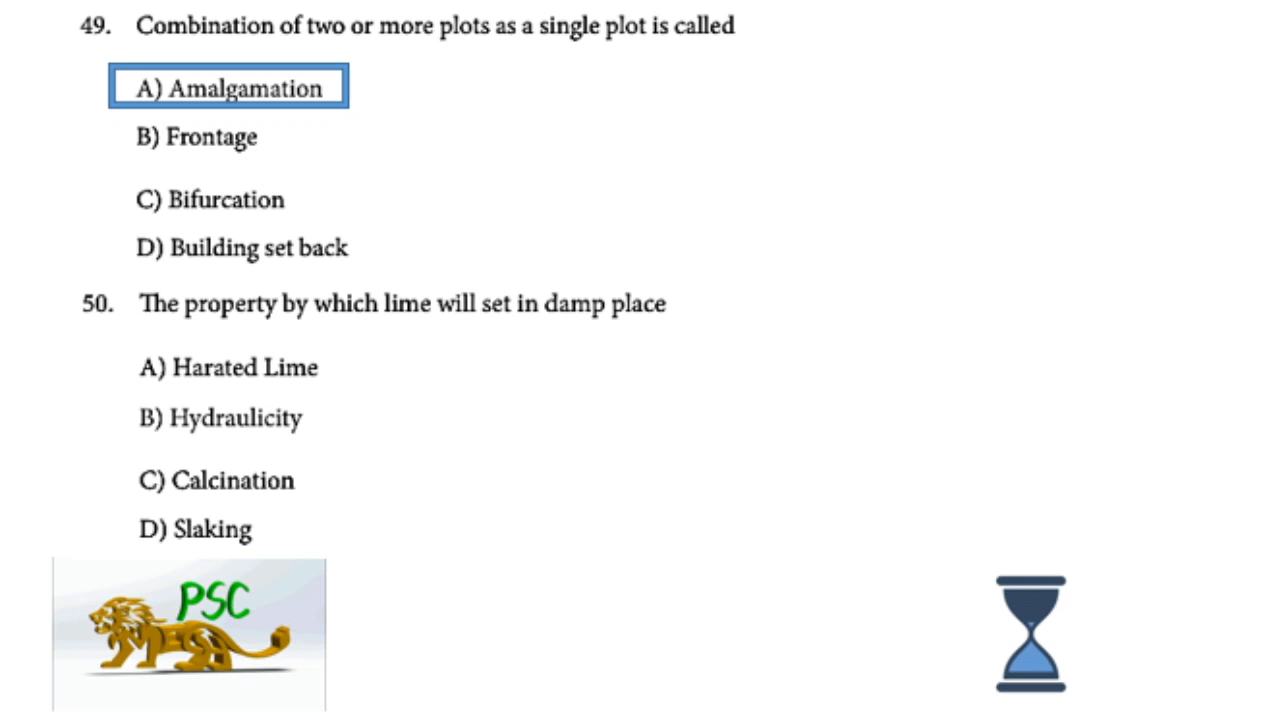 49. Combination of two or more plots as a single plot is called
A) Amalgamation
B) Frontage
C) Bifurcation
D) Building set back
50. The property by which lime will set in damp place
A) Harated Lime
B) Hydraulicity
C) Calcination
D) Slaking
PSC